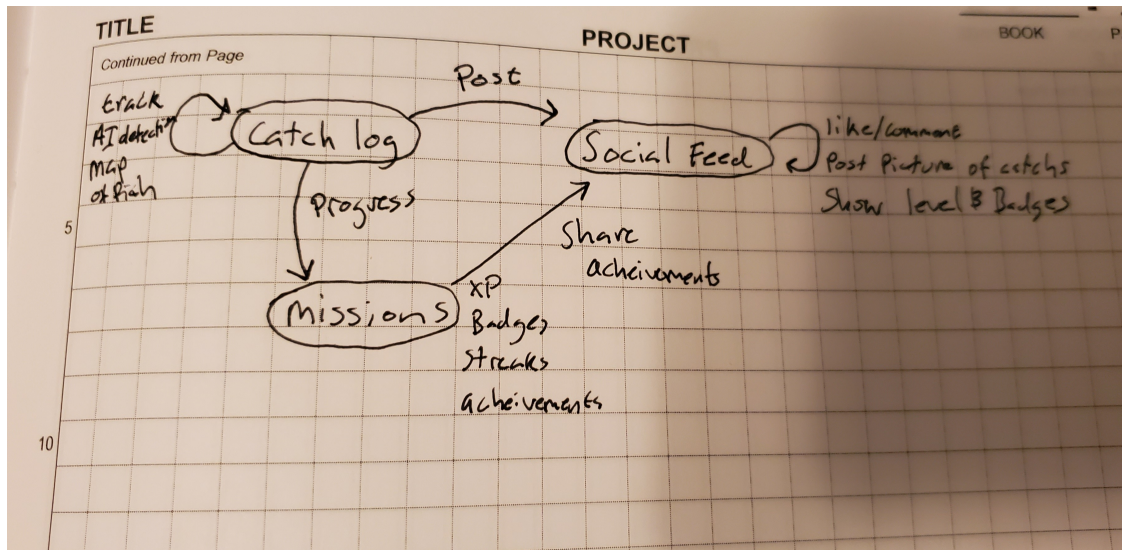 TITLE
PROJECT
BOOK
P
Continued from Page
Post
track
AI detection
map
of Fish
Catch log
Social Feed
like/comment
Post Picture of catchs
Show level & Badges
Progress
Share
acheivements
missions
XP
Badges
Streaks
acheivements
5
10